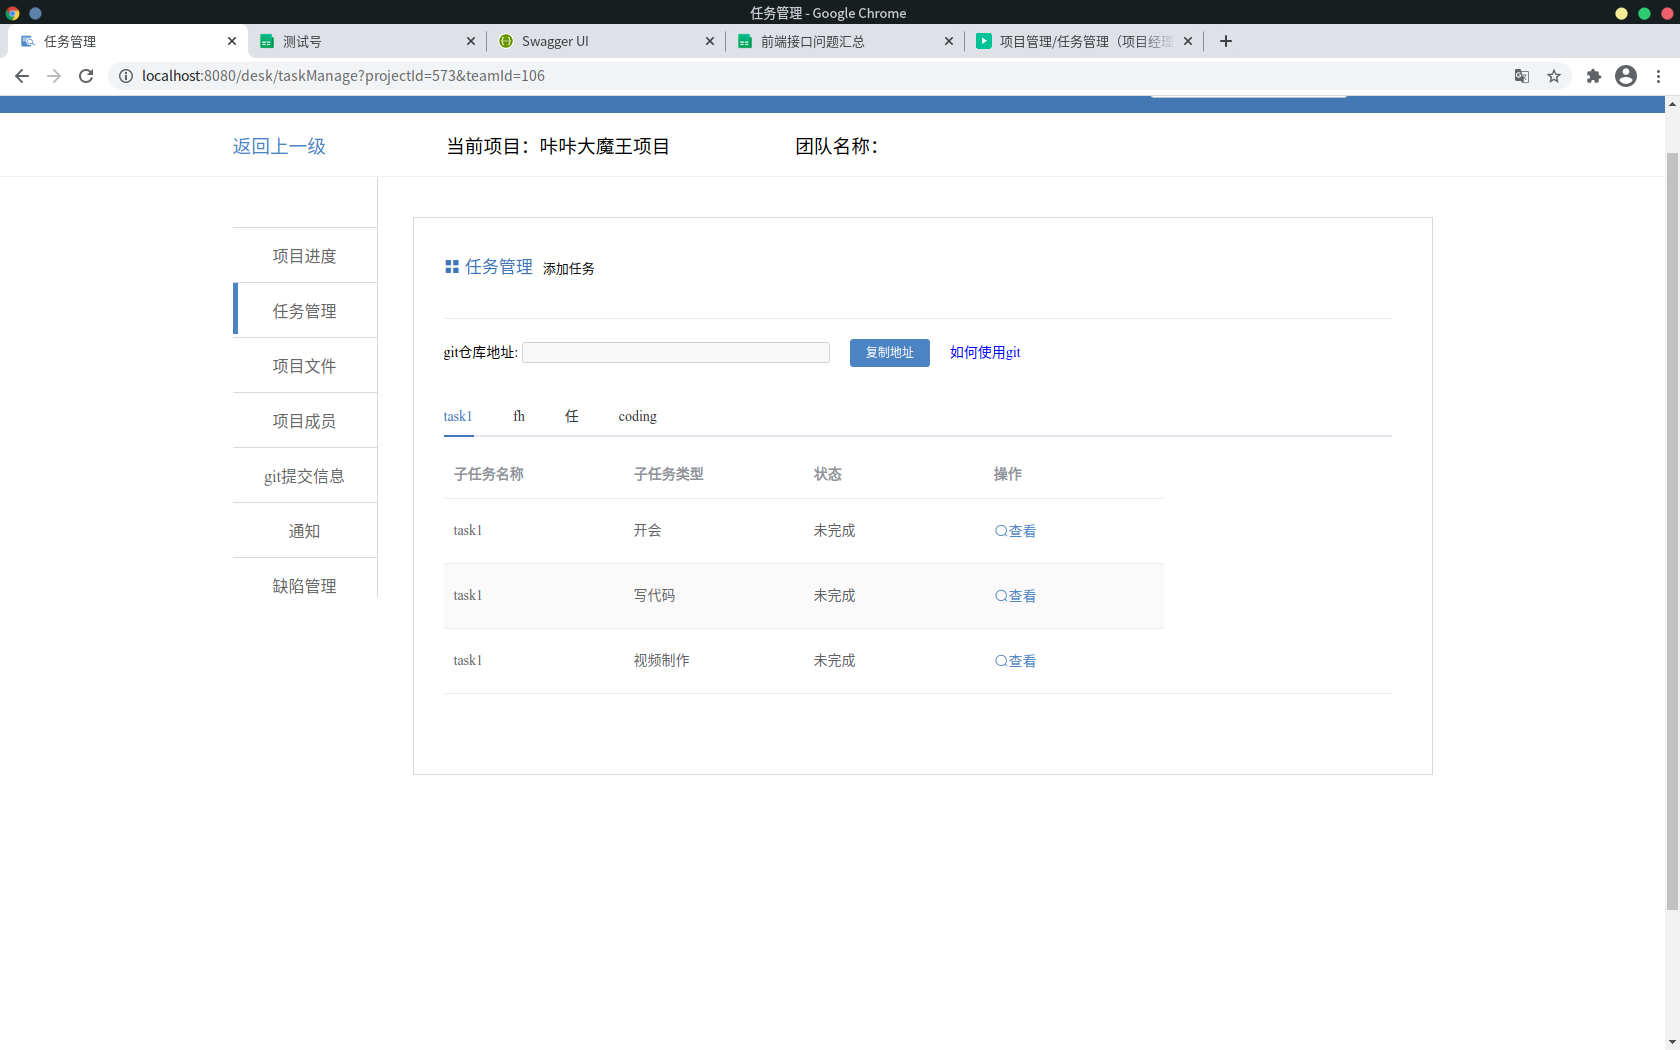 任务管理 - Google Chrome
任务管理
测试号
Swagger UI
前端接口问题汇总
项目管理/任务管理（项目经理
localhost:8080/desk/taskManage?projectId=573&teamId=106
返回上一级
当前项目：咔咔大魔王项目
团队名称：
项目进度
任务管理
项目文件
项目成员
git提交信息
通知
缺陷管理
任务管理 添加任务
git仓库地址:
复制地址
如何使用git
task1 fh 任 coding
子任务名称 子任务类型 状态 操作
task1 开会 未完成 查看
task1 写代码 未完成 查看
task1 视频制作 未完成 查看